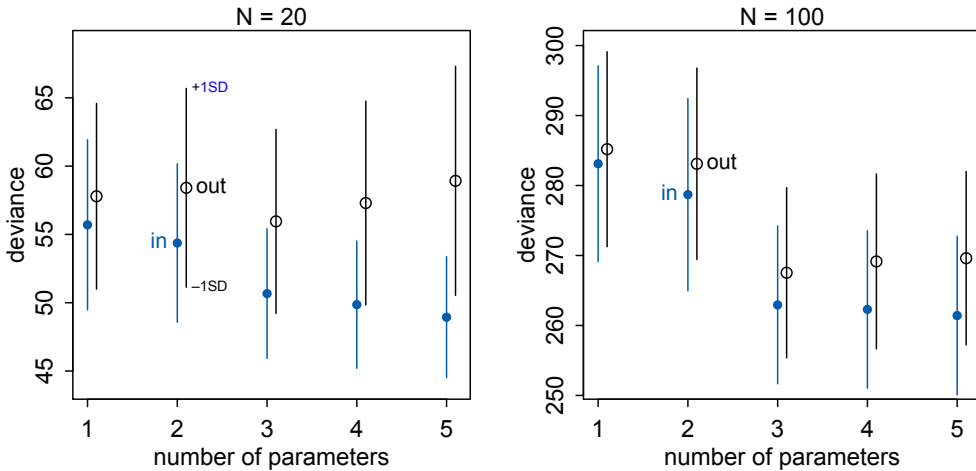 N = 20
deviance
45 50 55 60 65
+1SD
out
in
–1SD
1 2 3 4 5
number of parameters
N = 100
deviance
250 260 270 280 290 300
out
in
1 2 3 4 5
number of parameters